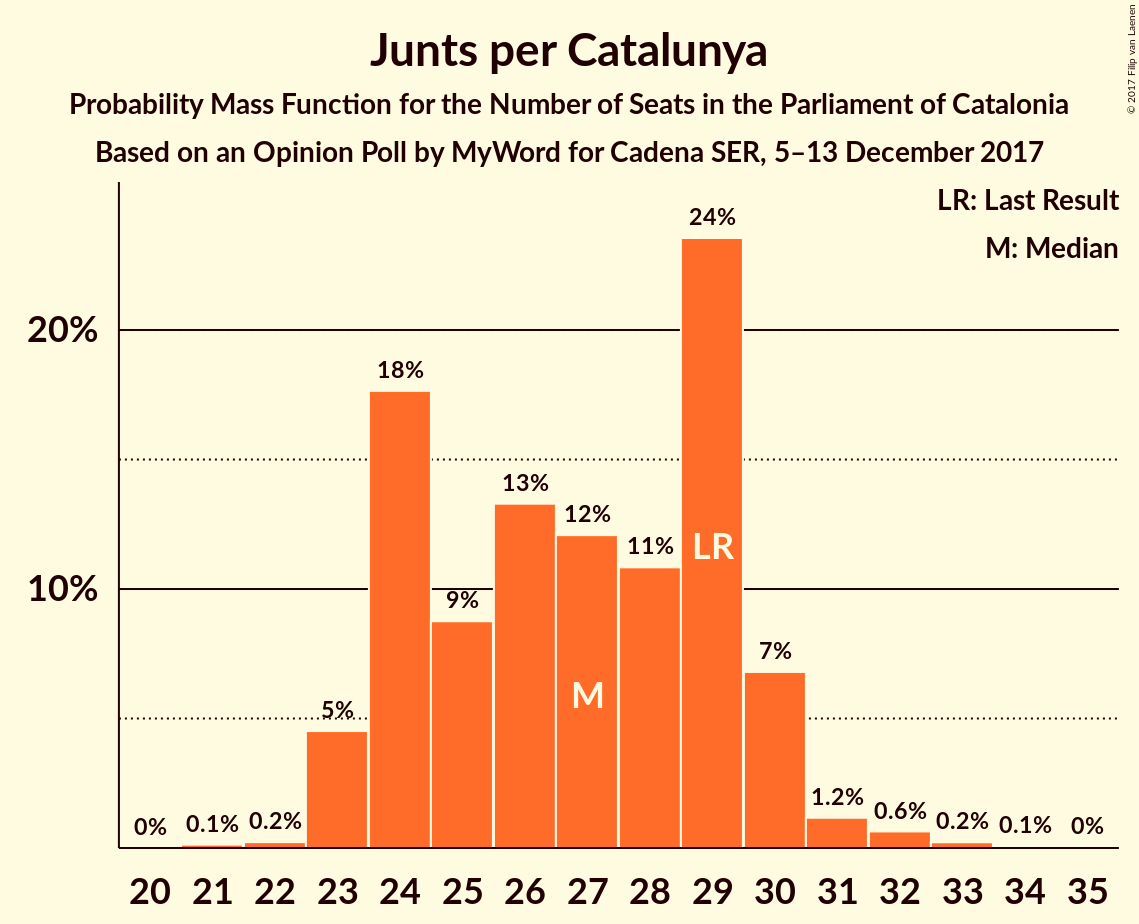 Junts per Catalunya
Probability Mass Function for the Number of Seats in the Parliament of Catalonia
Based on an Opinion Poll by MyWord for Cadena SER, 5–13 December 2017
© 2017 Filip van Laenen
LR: Last Result
M: Median
20%
10%
0%
0.1%
0.2%
5%
18%
9%
13%
12%
11%
24%
7%
1.2%
0.6%
0.2%
0.1%
0%
LR
M
20 21 22 23 24 25 26 27 28 29 30 31 32 33 34 35